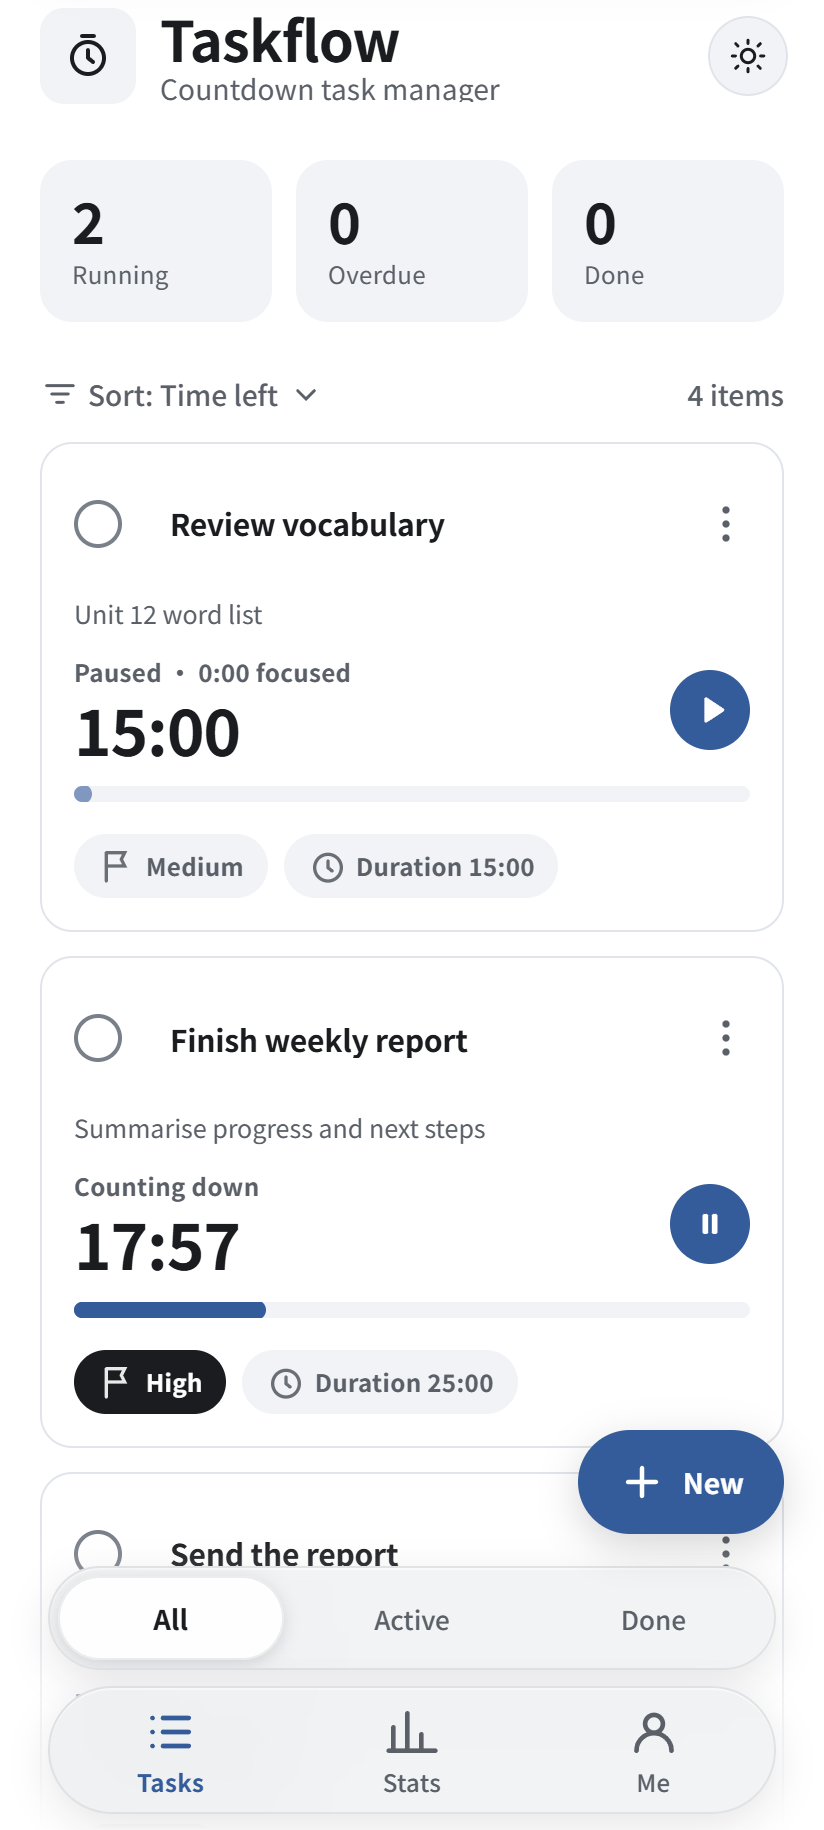 Taskflow
Countdown task manager
2
Running
0
Overdue
0
Done
Sort: Time left
4 items
Review vocabulary
Unit 12 word list
Paused • 0:00 focused
15:00
Medium
Duration 15:00
Finish weekly report
Summarise progress and next steps
Counting down
17:57
High
Duration 25:00
New
Send the report
All
Active
Done
Tasks
Stats
Me